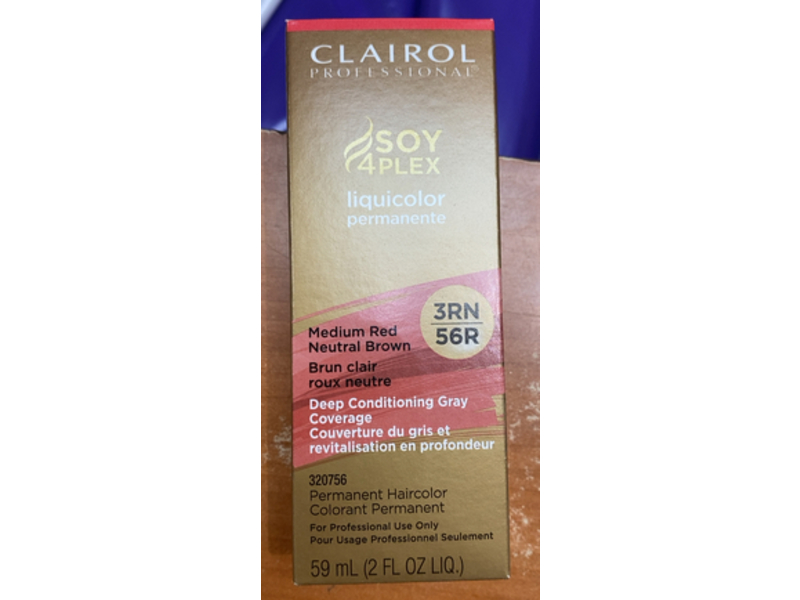 CLAIROL
PROFESSIONAL
SOY
4PLEX
liquicolor
permanente
3RN
56R
Medium Red
Neutral Brown
Brun clair
roux neutre
Deep Conditioning Gray
Coverage
Couverture du gris et
revitalisation en profondeur
320756
Permanent Haircolor
Colorant Permanent
For Professional Use Only
Pour Usage Professionnel Seulement
59 mL (2 FL OZ LIQ.)